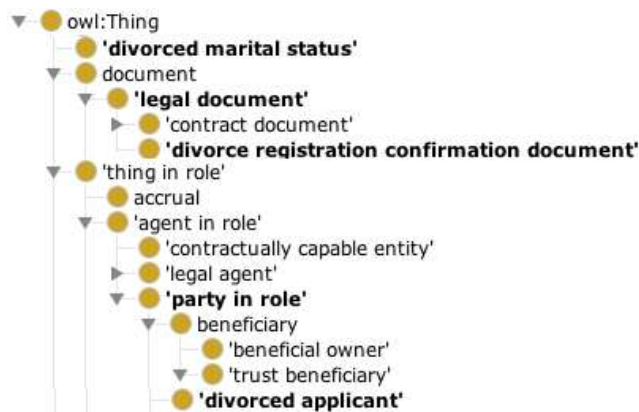 owl:Thing
'divorced marital status'
document
'legal document'
'contract document'
'divorce registration confirmation document'
'thing in role'
accrual
'agent in role'
'contractually capable entity'
'legal agent'
'party in role'
beneficiary
'beneficial owner'
'trust beneficiary'
'divorced applicant'